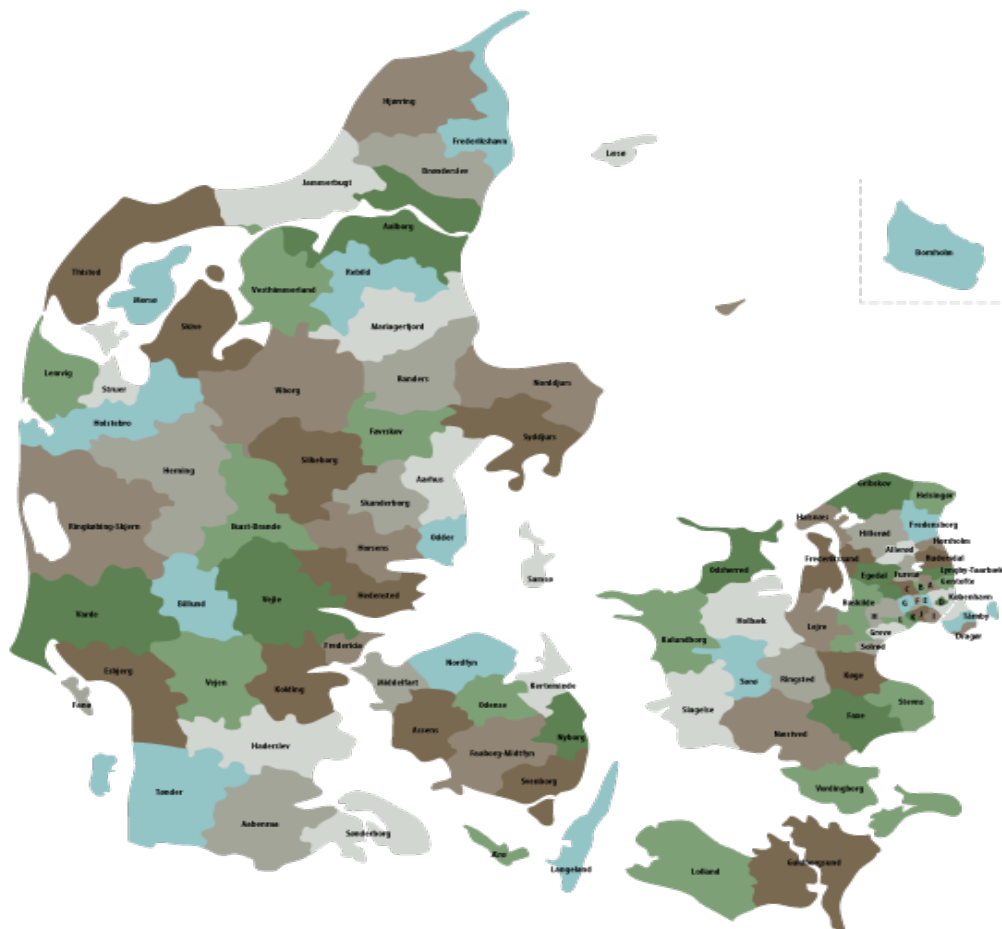 Hjørring
Frederikshavn
Læsø
Brønderslev
Jammerbugt
Aalborg
Bornholm
Thisted
Rebild
Vesthimmerland
Morsø
Skive
Mariagerfjord
Lemvig
Struer
Viborg
Randers
Norddjurs
Holstebro
Favrskov
Syddjurs
Herning
Silkeborg
Aarhus
Skanderborg
Ringkøbing-Skjern
Ikast-Brande
Odder
Horsens
Samsø
Hedensted
Billund
Vejle
Varde
Fredericia
Esbjerg
Vejen
Kolding
Fanø
Haderslev
Tønder
Aabenraa
Sønderborg
Nordfyn
Middelfart
Kerteminde
Odense
Assens
Nyborg
Faaborg-Midtfyn
Svendborg
Ærø
Langeland
Gribskov
Helsingør
Halsnæs
Fredensborg
Hillerød
Hørsholm
Allerød
Frederikssund
Rudersdal
Odsherred
Egedal
Furesø
Lyngby-Taarbæk
Gentofte
C
B
A
København
Roskilde
G
F
E
D
Tårnby
Holbæk
Lejre
H
L
K
J
I
Greve
Dragør
Kalundborg
Solrød
Sorø
Ringsted
Køge
Slagelse
Stevns
Faxe
Næstved
Vordingborg
Lolland
Guldborgsund